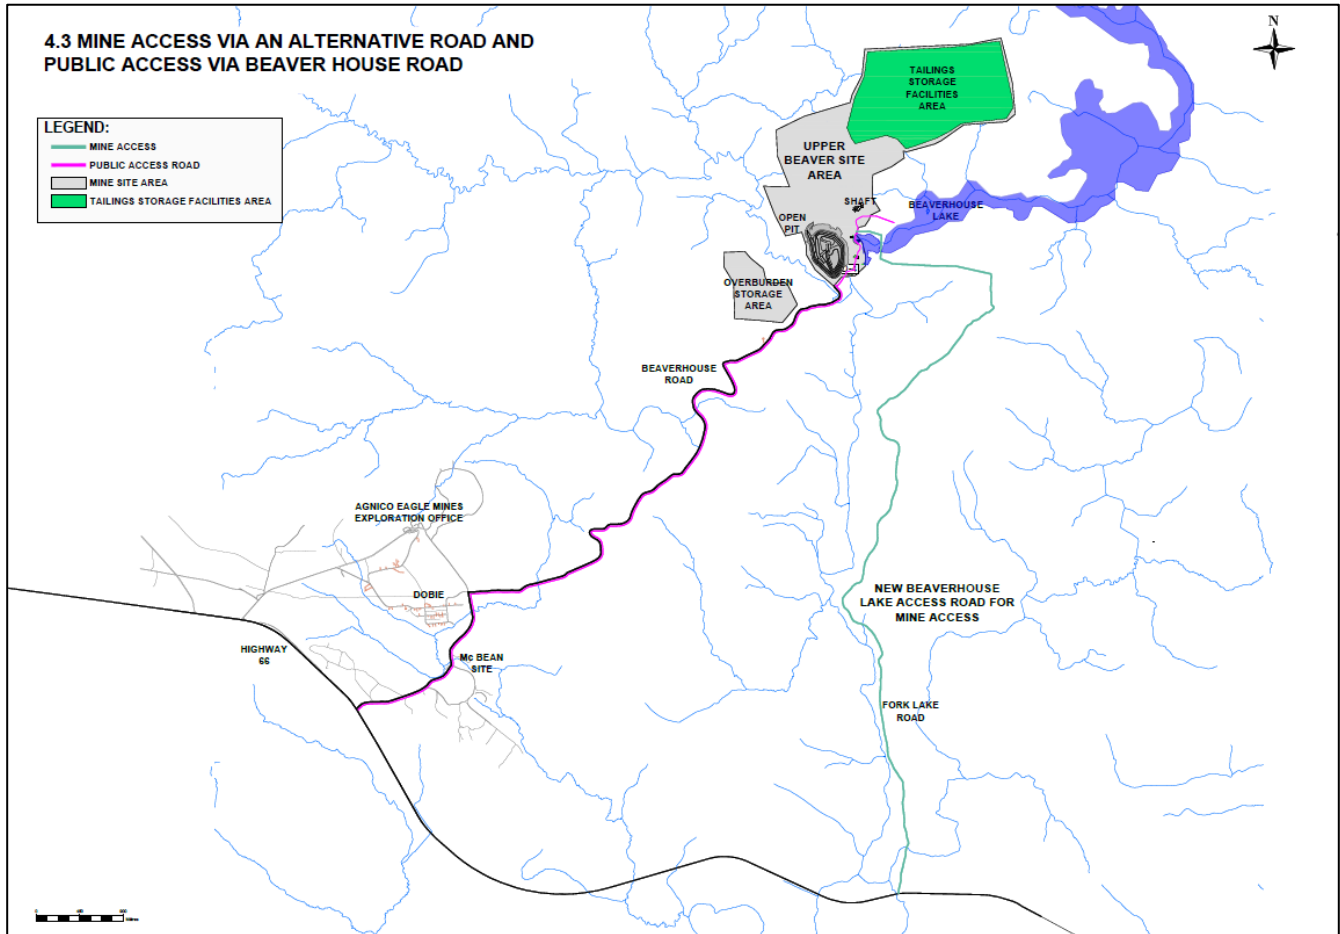 4.3 MINE ACCESS VIA AN ALTERNATIVE ROAD AND
PUBLIC ACCESS VIA BEAVER HOUSE ROAD
N
LEGEND:
MINE ACCESS
PUBLIC ACCESS ROAD
MINE SITE AREA
TAILINGS STORAGE FACILITIES AREA
TAILINGS
STORAGE
FACILITIES
AREA
UPPER
BEAVER SITE
AREA
SHAFT
OPEN
PIT
BEAVERHOUSE
LAKE
OVERBURDEN
STORAGE
AREA
BEAVERHOUSE
ROAD
AGNICO EAGLE MINES
EXPLORATION OFFICE
DOBIE
NEW BEAVERHOUSE
LAKE ACCESS ROAD FOR
MINE ACCESS
HIGHWAY
66
Mc BEAN
SITE
FORK LAKE
ROAD